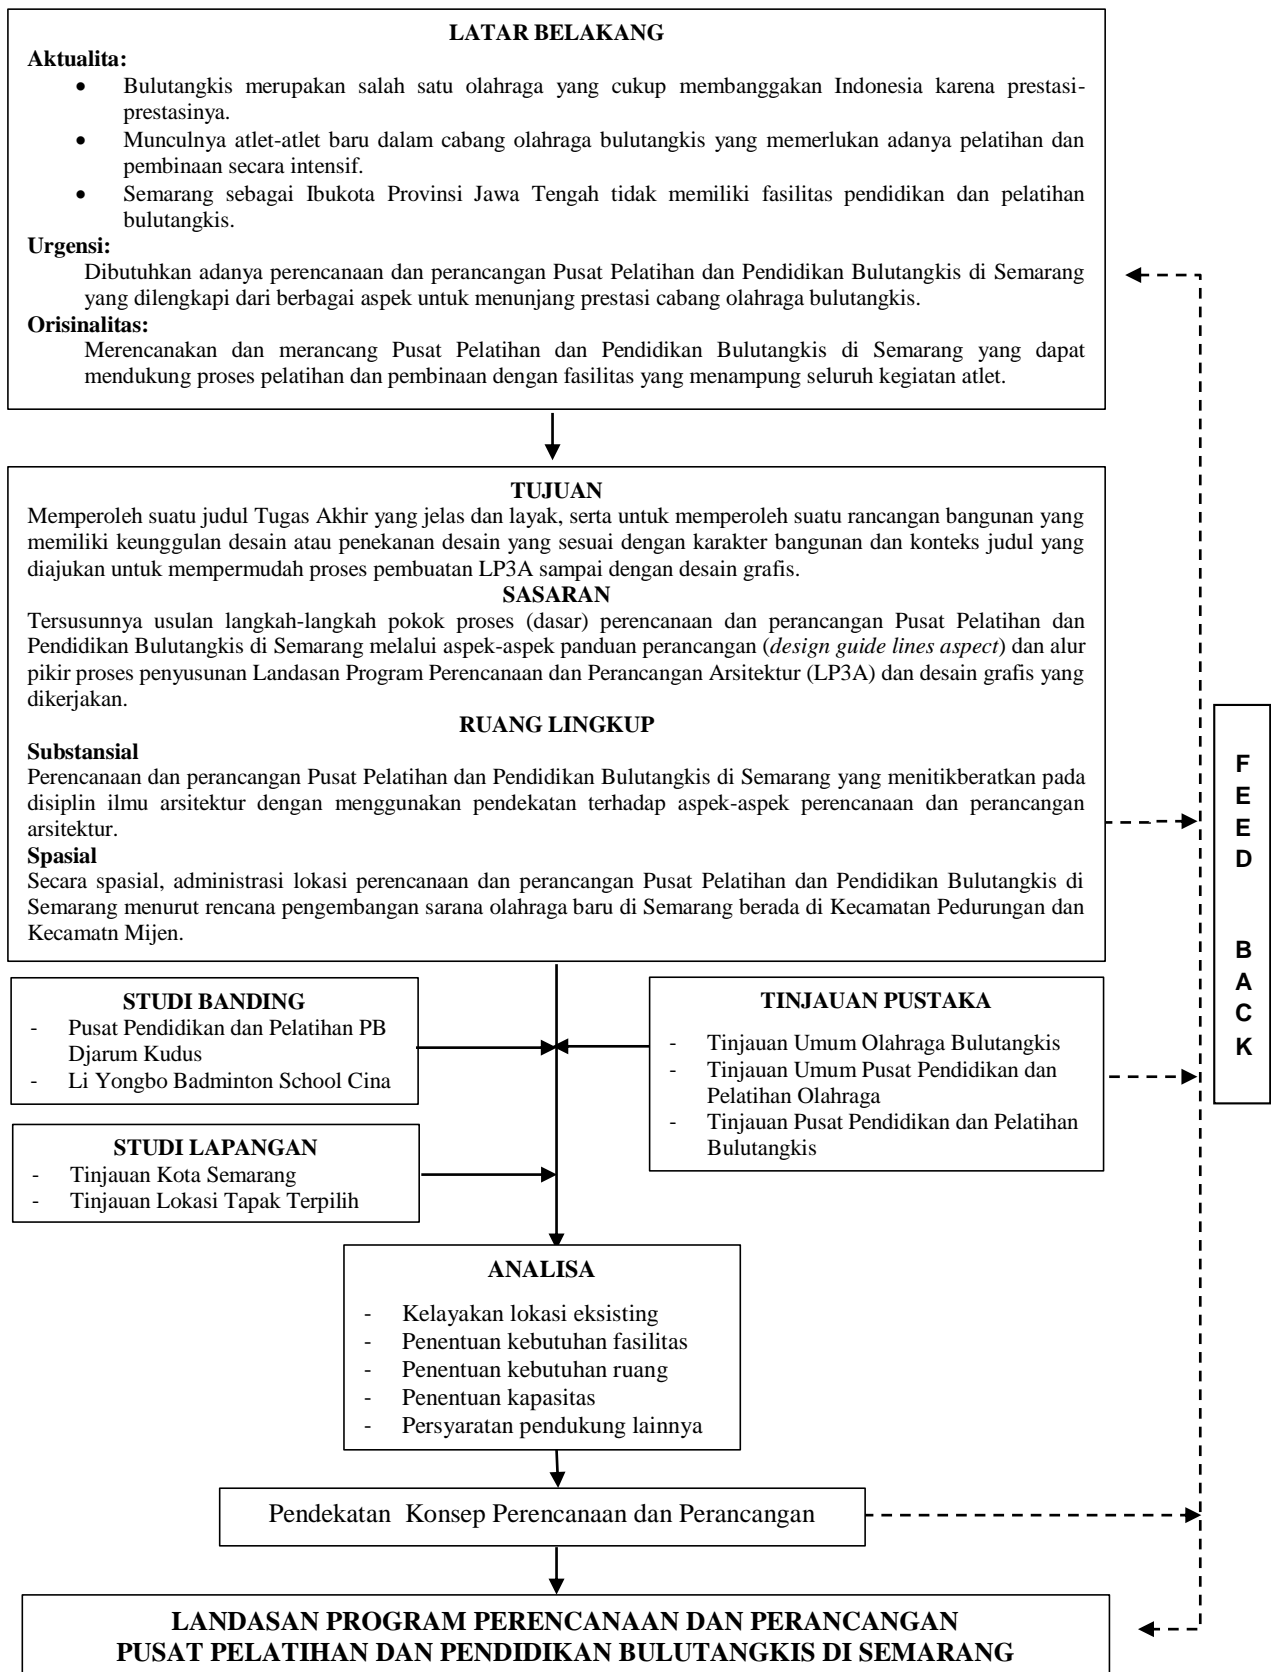 LATAR BELAKANG
Aktualita:
• Bulutangkis merupakan salah satu olahraga yang cukup membanggakan Indonesia karena prestasi-
prestasinya.
• Munculnya atlet-atlet baru dalam cabang olahraga bulutangkis yang memerlukan adanya pelatihan dan
pembinaan secara intensif.
• Semarang sebagai Ibukota Provinsi Jawa Tengah tidak memiliki fasilitas pendidikan dan pelatihan
bulutangkis.
Urgensi:
Dibutuhkan adanya perencanaan dan perancangan Pusat Pelatihan dan Pendidikan Bulutangkis di Semarang
yang dilengkapi dari berbagai aspek untuk menunjang prestasi cabang olahraga bulutangkis.
Orisinalitas:
Merencanakan dan merancang Pusat Pelatihan dan Pendidikan Bulutangkis di Semarang yang dapat
mendukung proses pelatihan dan pembinaan dengan fasilitas yang menampung seluruh kegiatan atlet.
TUJUAN
Memperoleh suatu judul Tugas Akhir yang jelas dan layak, serta untuk memperoleh suatu rancangan bangunan yang
memiliki keunggulan desain atau penekanan desain yang sesuai dengan karakter bangunan dan konteks judul yang
diajukan untuk mempermudah proses pembuatan LP3A sampai dengan desain grafis.
SASARAN
Tersusunnya usulan langkah-langkah pokok proses (dasar) perencanaan dan perancangan Pusat Pelatihan dan
Pendidikan Bulutangkis di Semarang melalui aspek-aspek panduan perancangan (design guide lines aspect) dan alur
pikir proses penyusunan Landasan Program Perencanaan dan Perancangan Arsitektur (LP3A) dan desain grafis yang
dikerjakan.
RUANG LINGKUP
Substansial
Perencanaan dan perancangan Pusat Pelatihan dan Pendidikan Bulutangkis di Semarang yang menitikberatkan pada
disiplin ilmu arsitektur dengan menggunakan pendekatan terhadap aspek-aspek perencanaan dan perancangan
arsitektur.
Spasial
Secara spasial, administrasi lokasi perencanaan dan perancangan Pusat Pelatihan dan Pendidikan Bulutangkis di
Semarang menurut rencana pengembangan sarana olahraga baru di Semarang berada di Kecamatan Pedurungan dan
Kecamatn Mijen.
STUDI BANDING
- Pusat Pendidikan dan Pelatihan PB
Djarum Kudus
- Li Yongbo Badminton School Cina
TINJAUAN PUSTAKA
- Tinjauan Umum Olahraga Bulutangkis
- Tinjauan Umum Pusat Pendidikan dan
Pelatihan Olahraga
- Tinjauan Pusat Pendidikan dan Pelatihan
Bulutangkis
STUDI LAPANGAN
- Tinjauan Kota Semarang
- Tinjauan Lokasi Tapak Terpilih
ANALISA
- Kelayakan lokasi eksisting
- Penentuan kebutuhan fasilitas
- Penentuan kebutuhan ruang
- Penentuan kapasitas
- Persyaratan pendukung lainnya
Pendekatan Konsep Perencanaan dan Perancangan
LANDASAN PROGRAM PERENCANAAN DAN PERANCANGAN
PUSAT PELATIHAN DAN PENDIDIKAN BULUTANGKIS DI SEMARANG
F
E
E
D
B
A
C
K